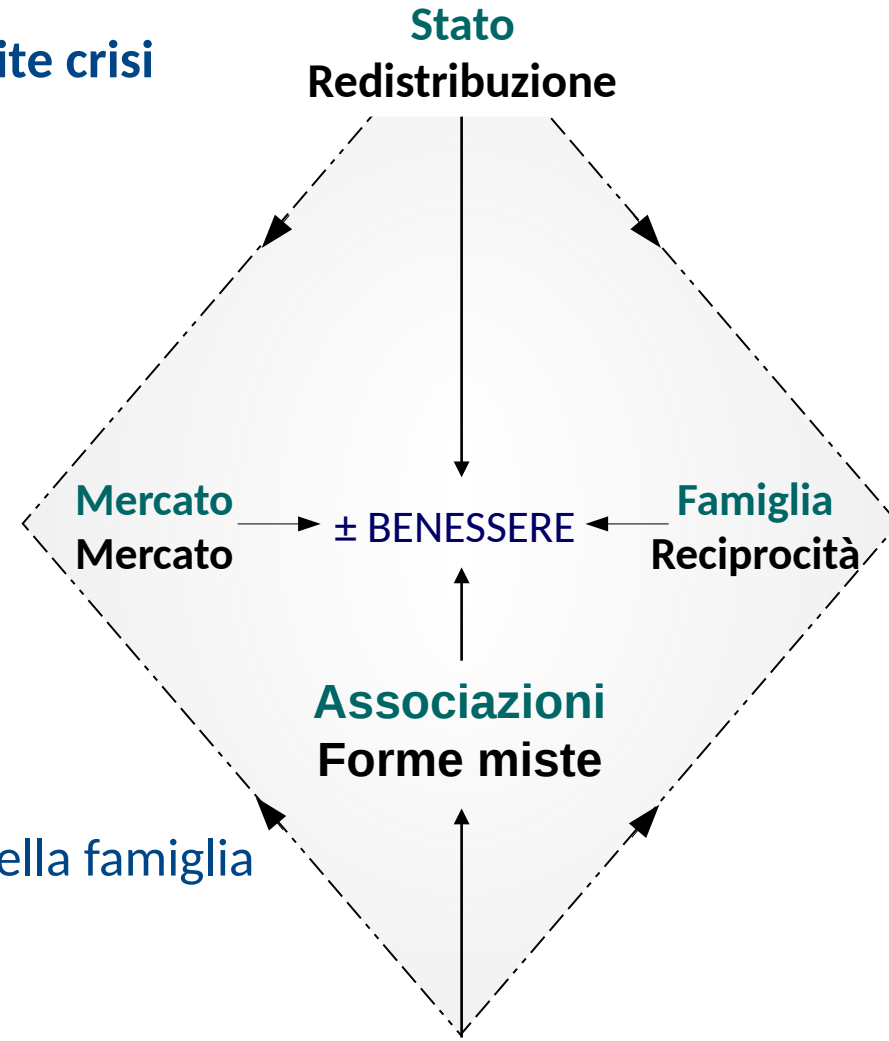 Stato
ite crisi
Redistribuzione
Mercato
Mercato
± BENESSERE
Famiglia
Reciprocità
Associazioni
Forme miste
ella famiglia